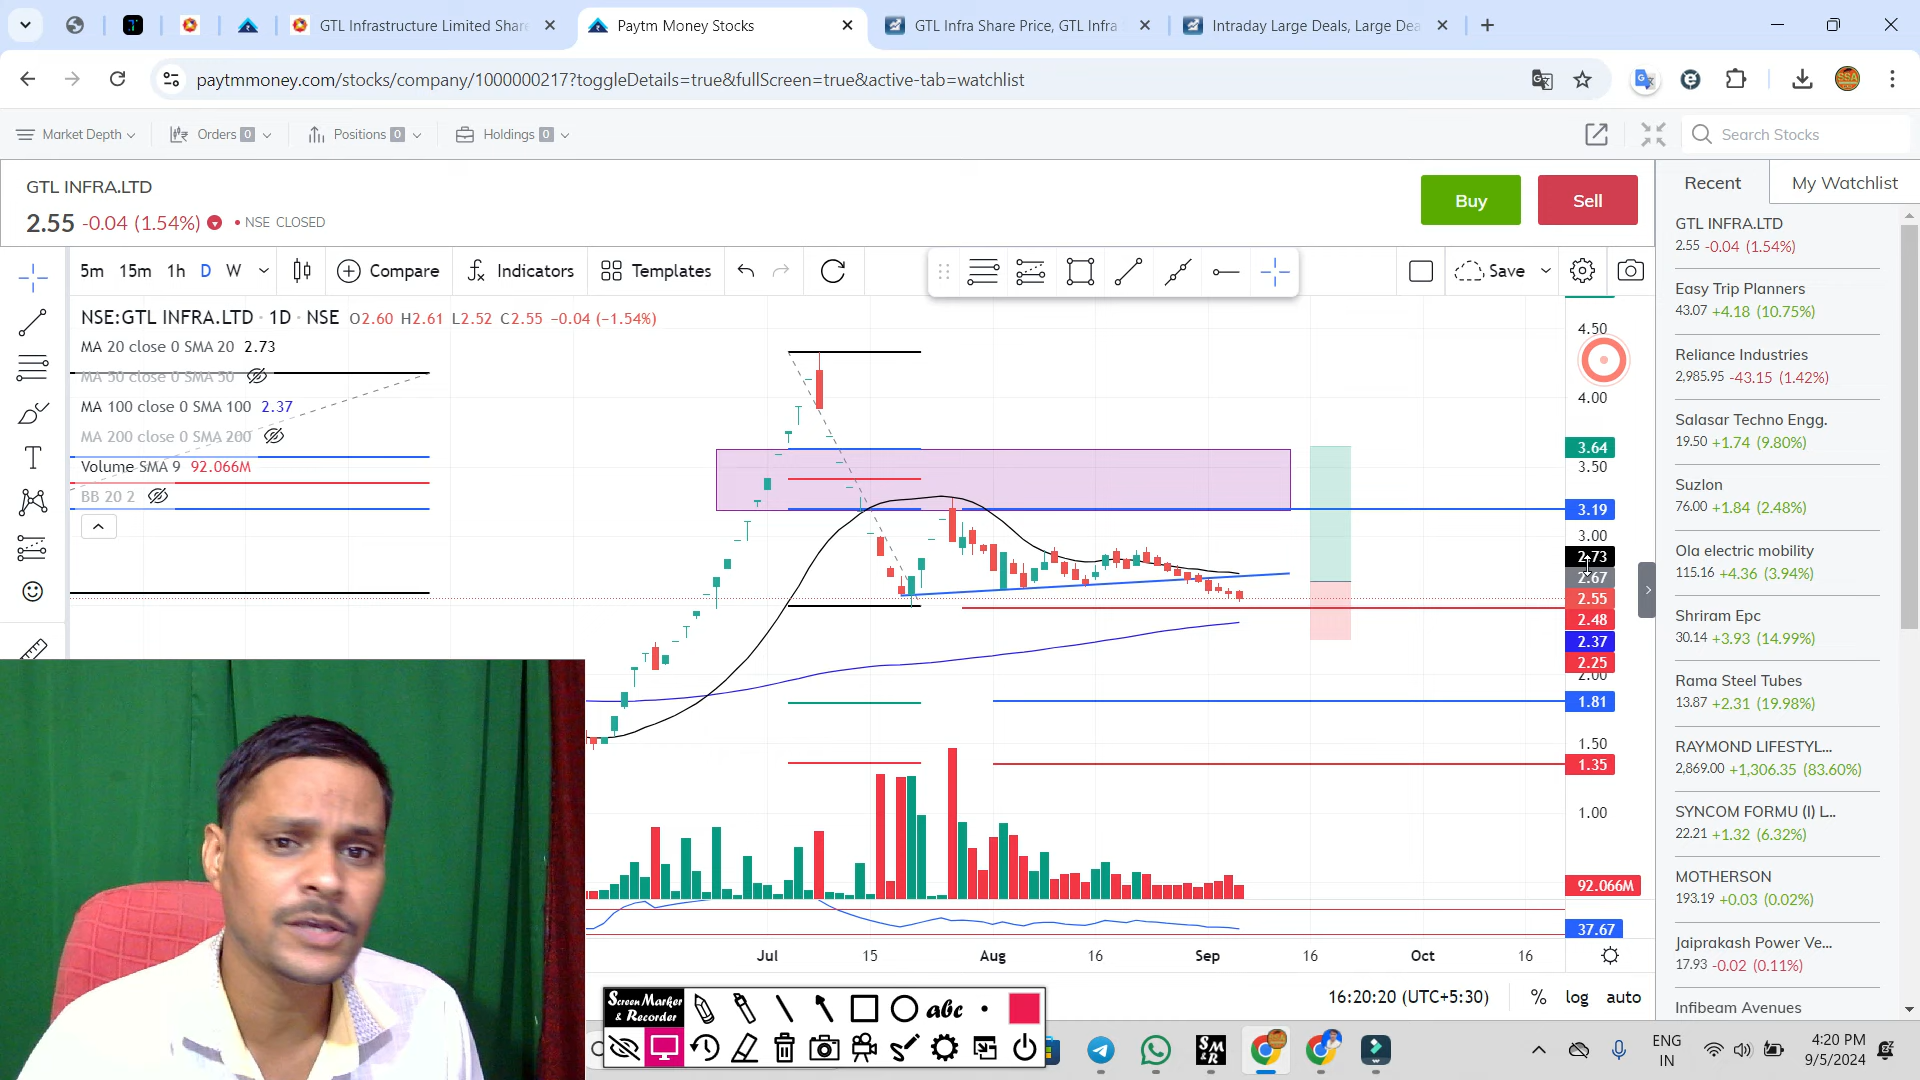 GTL Infrastructure Limited Share
Paytm Money Stocks
GTL Infra Share Price, GTL Infra
Intraday Large Deals, Large Dea
paytmmoney.com/stocks/company/1000000217?toggleDetails=true&fullScreen=true&active-tab=watchlist
SSA
Market Depth
Orders 0
Positions 0
Holdings 0
Search Stocks
GTL INFRA.LTD
2.55 -0.04 (1.54%) • NSE CLOSED
Buy
Sell
Recent
My Watchlist
5m 15m 1h D W
Compare
Indicators
Templates
Save
NSE:GTL INFRA.LTD · 1D · NSE O2.60 H2.61 L2.52 C2.55 −0.04 (−1.54%)
MA 20 close 0 SMA 20 2.73
MA 50 close 0 SMA 50
MA 100 close 0 SMA 100 2.37
MA 200 close 0 SMA 200
Volume SMA 9 92.066M
BB 20 2
4.50
4.00
3.64
3.50
3.19
3.00
2.73
2.67
2.55
2.48
2.37
2.25
2.00
1.81
1.50
1.35
1.00
92.066M
37.67
Jul 15 Aug 16 Sep 16 Oct 16
16:20:20 (UTC+5:30) % log auto
GTL INFRA.LTD
2.55 -0.04 (1.54%)
Easy Trip Planners
43.07 +4.18 (10.75%)
Reliance Industries
2,985.95 -43.15 (1.42%)
Salasar Techno Engg.
19.50 +1.74 (9.80%)
Suzlon
76.00 +1.84 (2.48%)
Ola electric mobility
115.16 +4.36 (3.94%)
Shriram Epc
30.14 +3.93 (14.99%)
Rama Steel Tubes
13.87 +2.31 (19.98%)
RAYMOND LIFESTYL...
2,869.00 +1,306.35 (83.60%)
SYNCOM FORMU (I) L...
22.21 +1.32 (6.32%)
MOTHERSON
193.19 +0.03 (0.02%)
Jaiprakash Power Ve...
17.93 -0.02 (0.11%)
Infibeam Avenues
Screen Marker
& Recorder
abc
SM
&R
ENG
IN
4:20 PM
9/5/2024